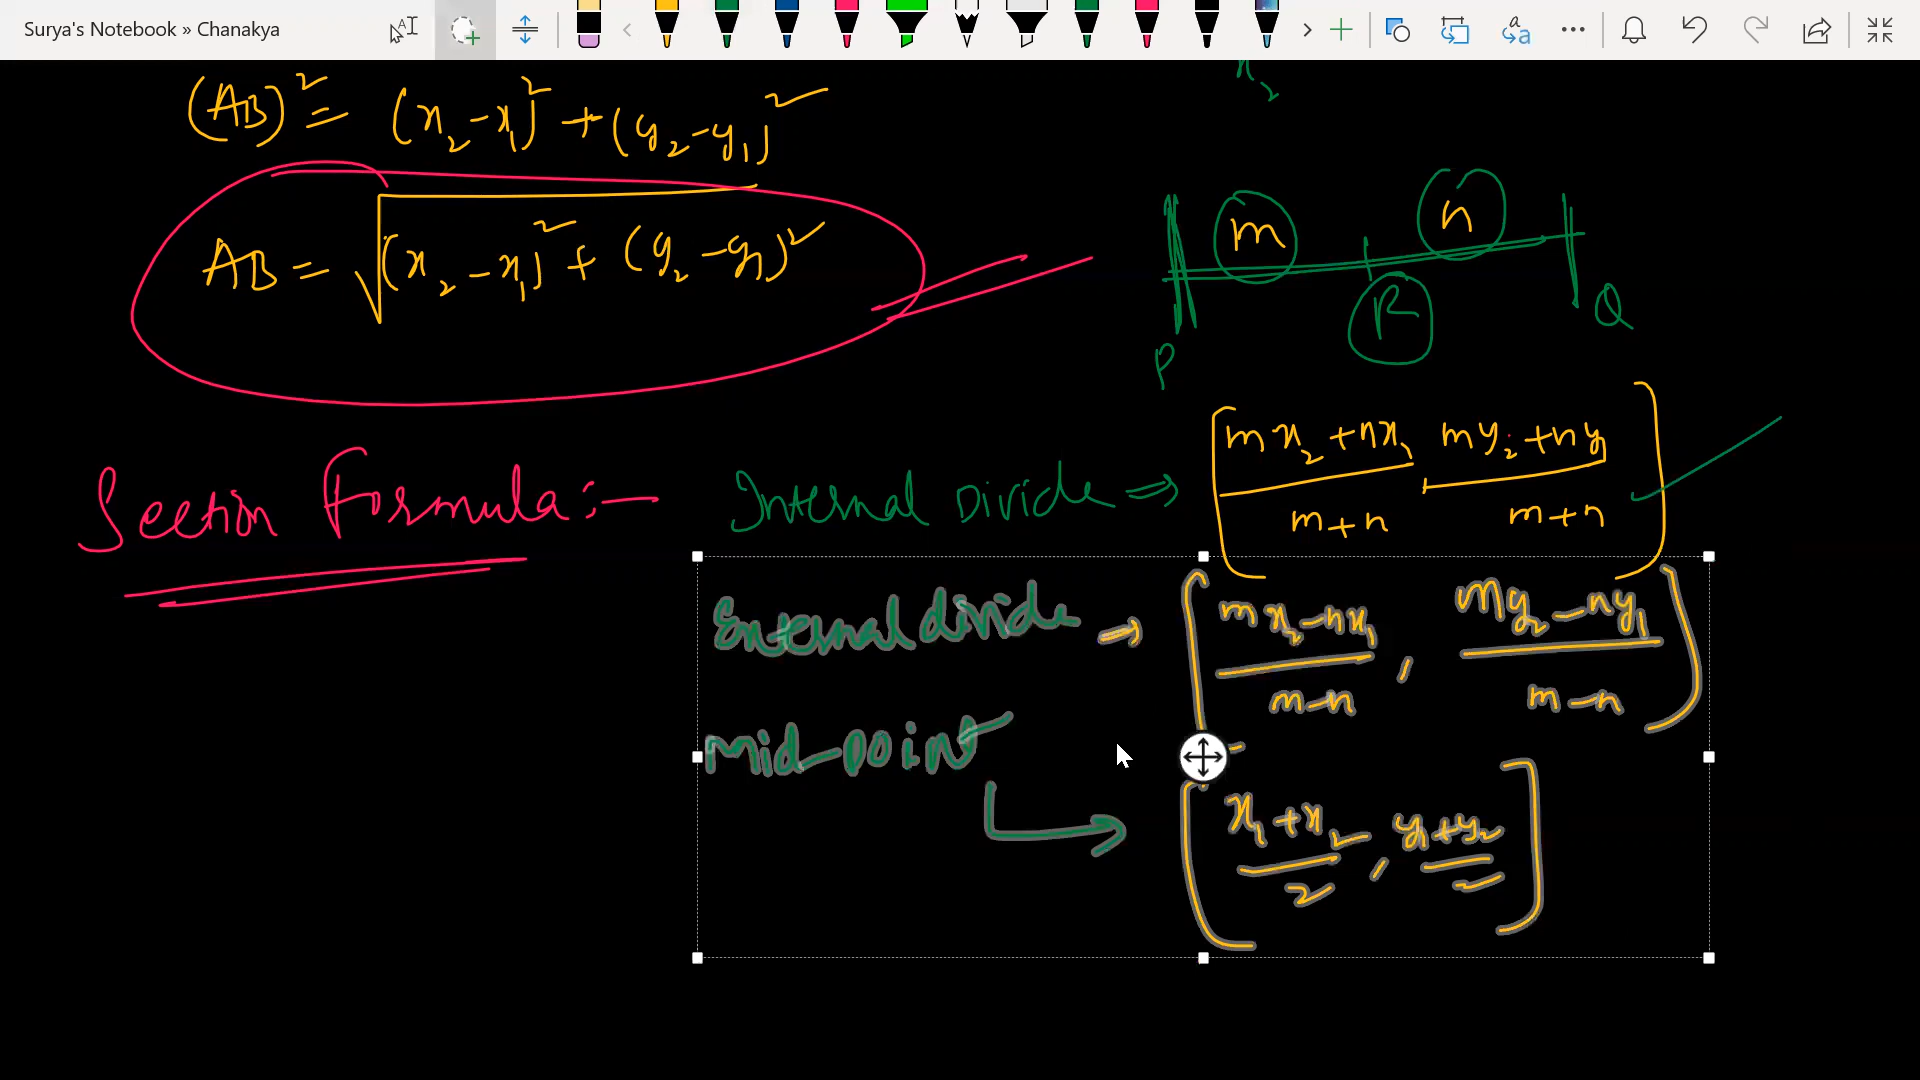 Surya's Notebook » Chanakya
x₂
(AB)² = (x₂-x₁)² + (y₂-y₁)²
AB = √(x₂-x₁)² + (y₂-y₁)²
m n
P R Q
Section Formula:-
Internal Divide ⇒ [mx₂+nx₁ / m+n , my₂+ny₁ / m+n]
External divide ⇒ [mx₂-nx₁ / m-n , my₂-ny₁ / m-n)
Mid-point
[x₁+x₂ / 2 , y₁+y₂ / 2]